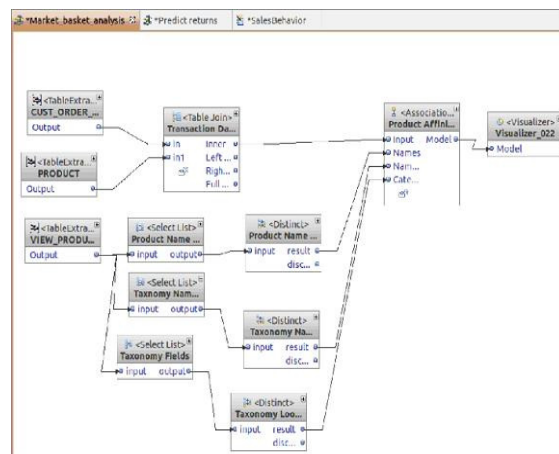 *Market_basket_analysis
*Predict returns
*SalesBehavior
<TableExtra...
CUST_ORDER_...
Output
<TableExtra...
PRODUCT
Output
<TableExtra...
VIEW_PRODU...
Output
<Table Join>
Transaction Da...
in Inner
in1 Left ...
Righ...
Full ...
<Select List>
Product Name ...
input output
<Select List>
Taxnomy Nam...
input output
<Select List>
Taxonomy Fields
input output
<Distinct>
Product Name ...
input result
disc...
<Distinct>
Taxonomy Na...
input result
disc...
<Distinct>
Taxonomy Loo...
input result
disc...
<Associatio...
Product Affini...
Input Model
Names
Nam...
Cate...
<Visualizer>
Visualizer_022
Model